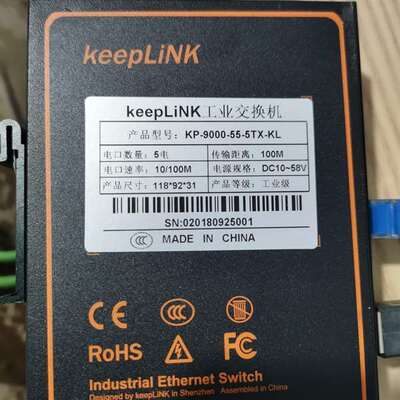 keepLiNK
keepLiNK工业交换机
产品型号: KP-9000-55-5TX-KL
电口数量: 5电 传输距离: 100M
电口速率: 10/100M 电源规格: DC10~58V
产品尺寸: 118*92*31 产品等级: 工业级
SN:020180925001
CCC MADE IN CHINA
CE CCC
RoHS FC
Industrial Ethernet Switch
Designed by keepLiNK in Shenzhen Assembled in China